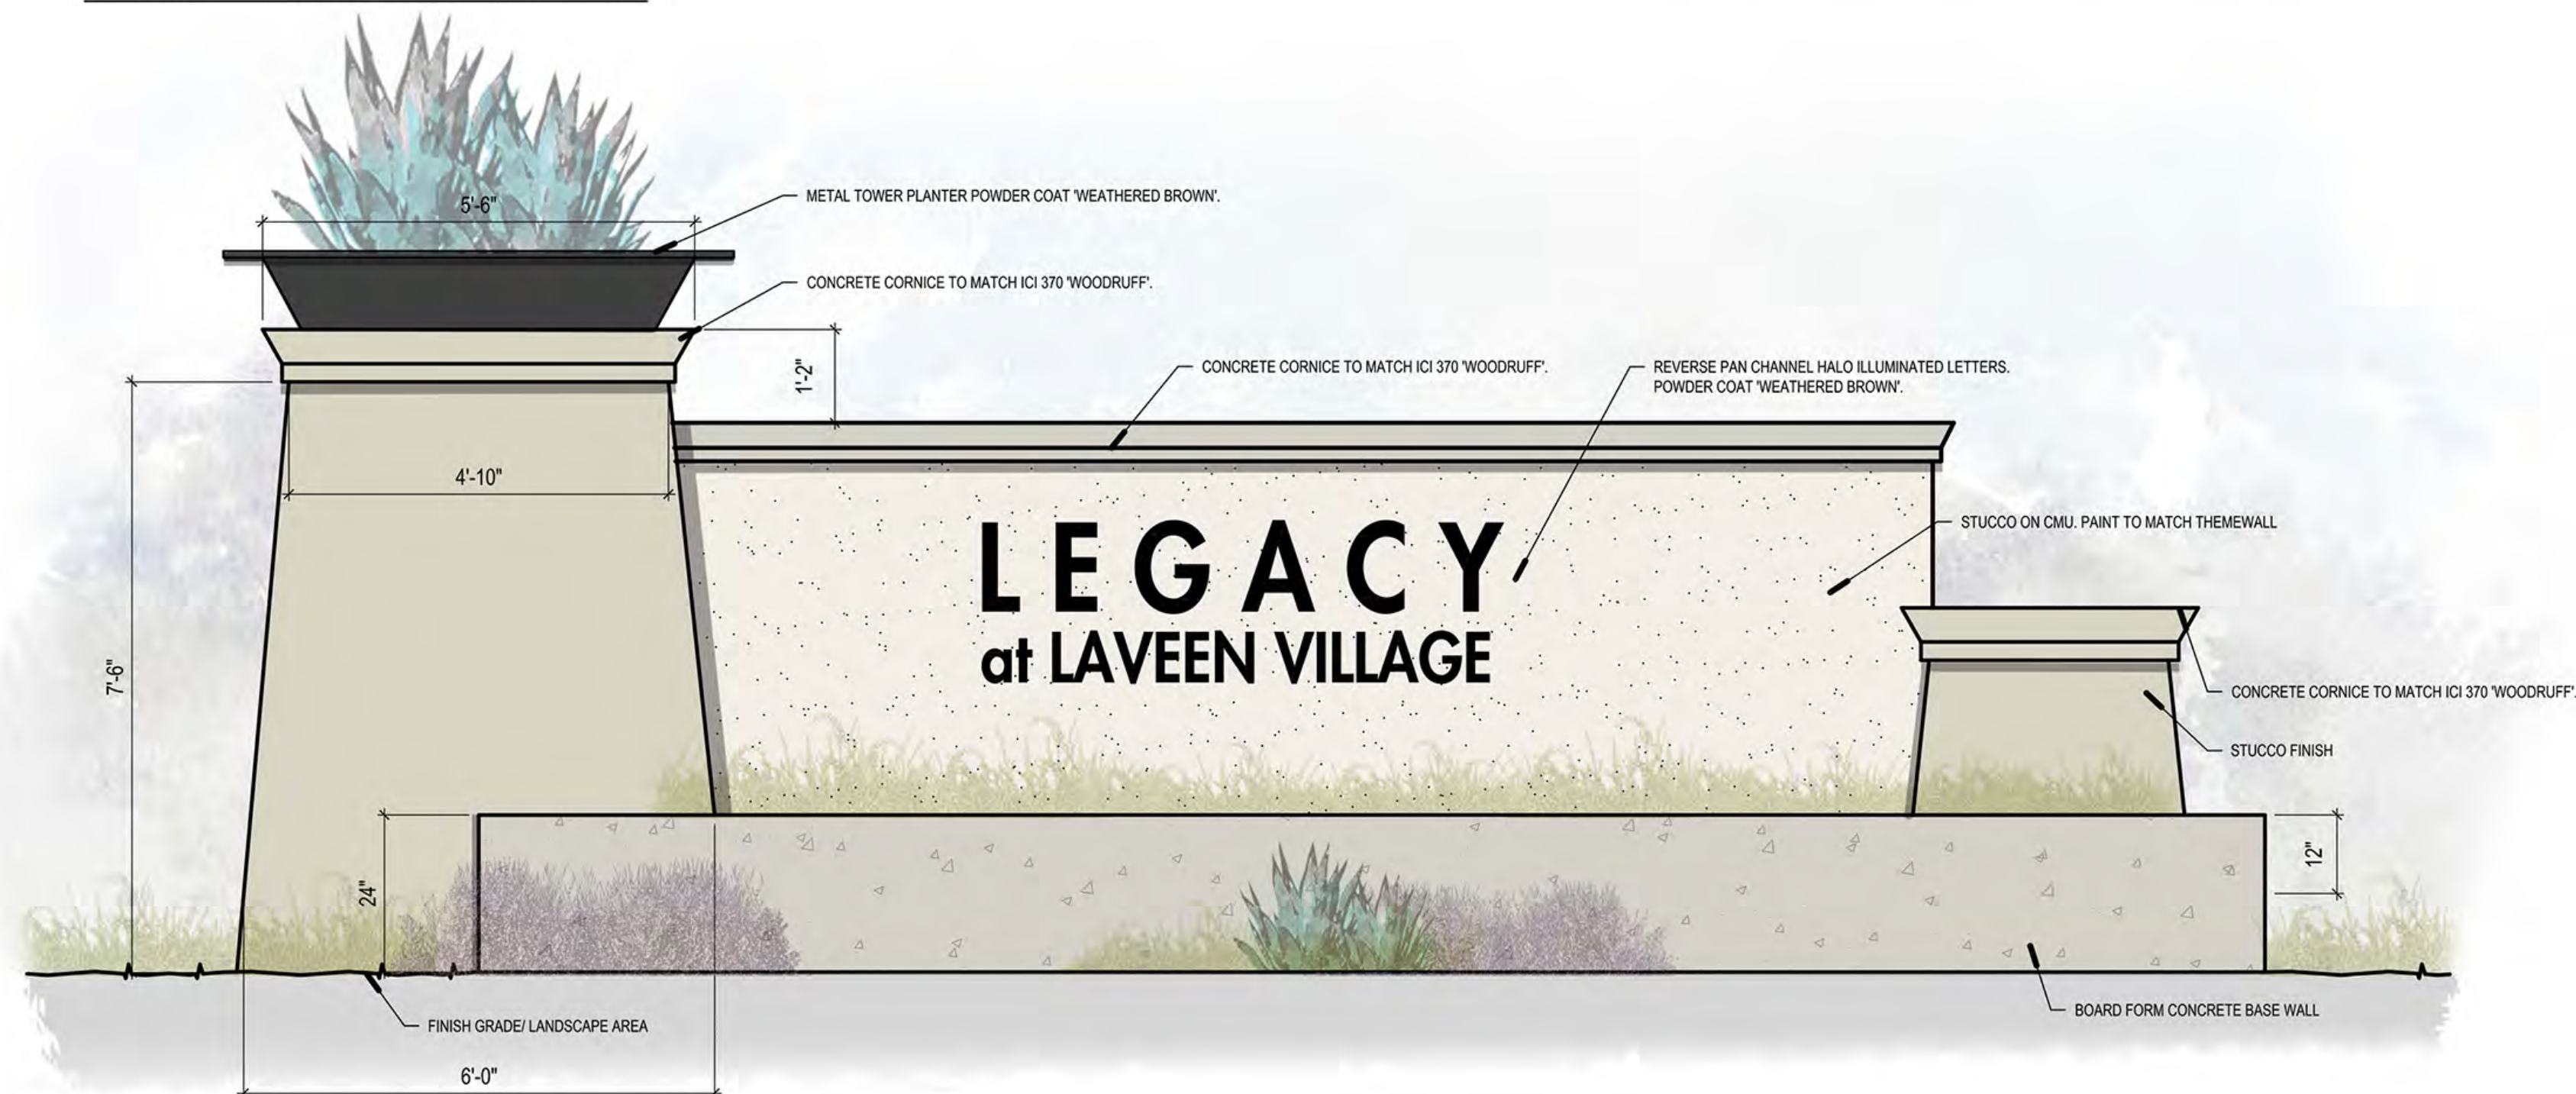 5'-6"
METAL TOWER PLANTER POWDER COAT 'WEATHERED BROWN'.
CONCRETE CORNICE TO MATCH ICI 370 'WOODRUFF'.
1'-2"
CONCRETE CORNICE TO MATCH ICI 370 'WOODRUFF'.
REVERSE PAN CHANNEL HALO ILLUMINATED LETTERS.
POWDER COAT 'WEATHERED BROWN'.
4'-10"
STUCCO ON CMU. PAINT TO MATCH THEMEWALL
LEGACY
at LAVEEN VILLAGE
7'-6"
CONCRETE CORNICE TO MATCH ICI 370 'WOODRUFF'.
STUCCO FINISH
24"
12"
BOARD FORM CONCRETE BASE WALL
FINISH GRADE/ LANDSCAPE AREA
6'-0"